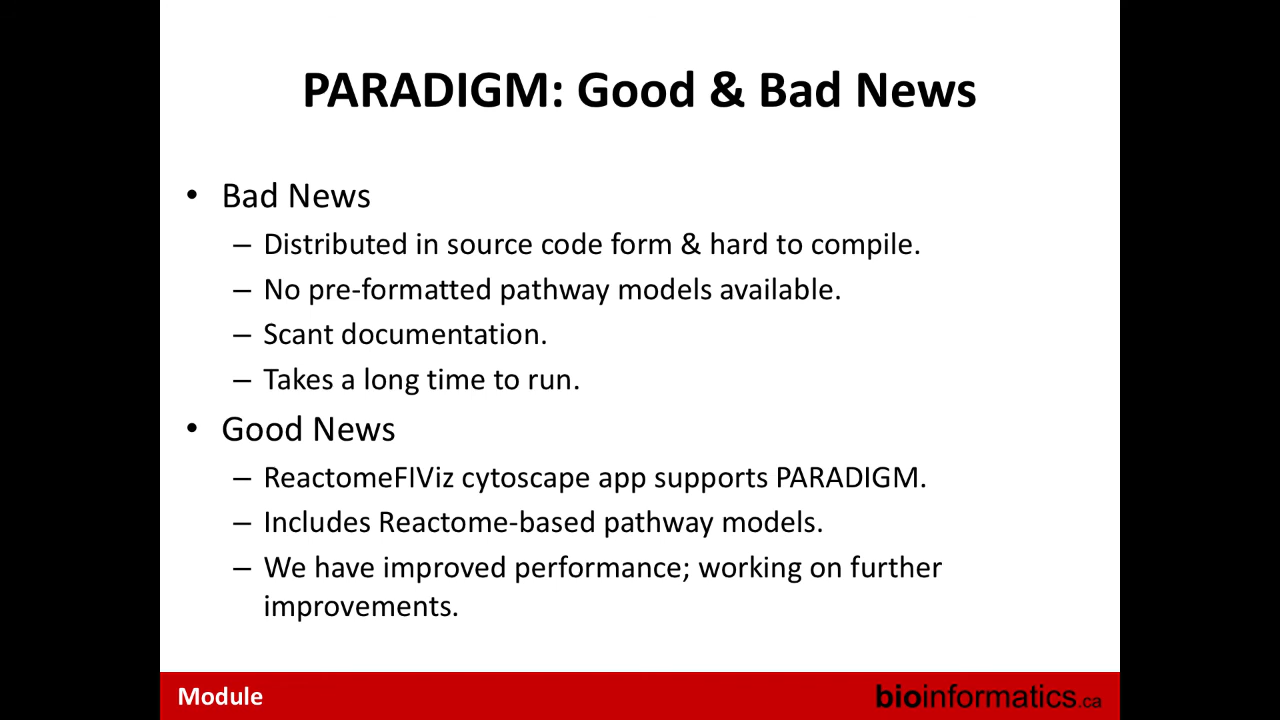 PARADIGM: Good & Bad News
• Bad News
– Distributed in source code form & hard to compile.
– No pre-formatted pathway models available.
– Scant documentation.
– Takes a long time to run.
• Good News
– ReactomeFIViz cytoscape app supports PARADIGM.
– Includes Reactome-based pathway models.
– We have improved performance; working on further
improvements.
Module
bioinformatics.ca